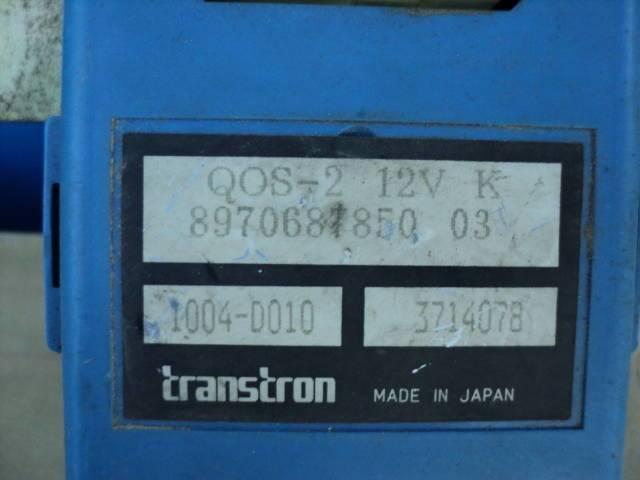 QOS-2 12V K
8970687850 03
1004-D010 3714078
transtron MADE IN JAPAN